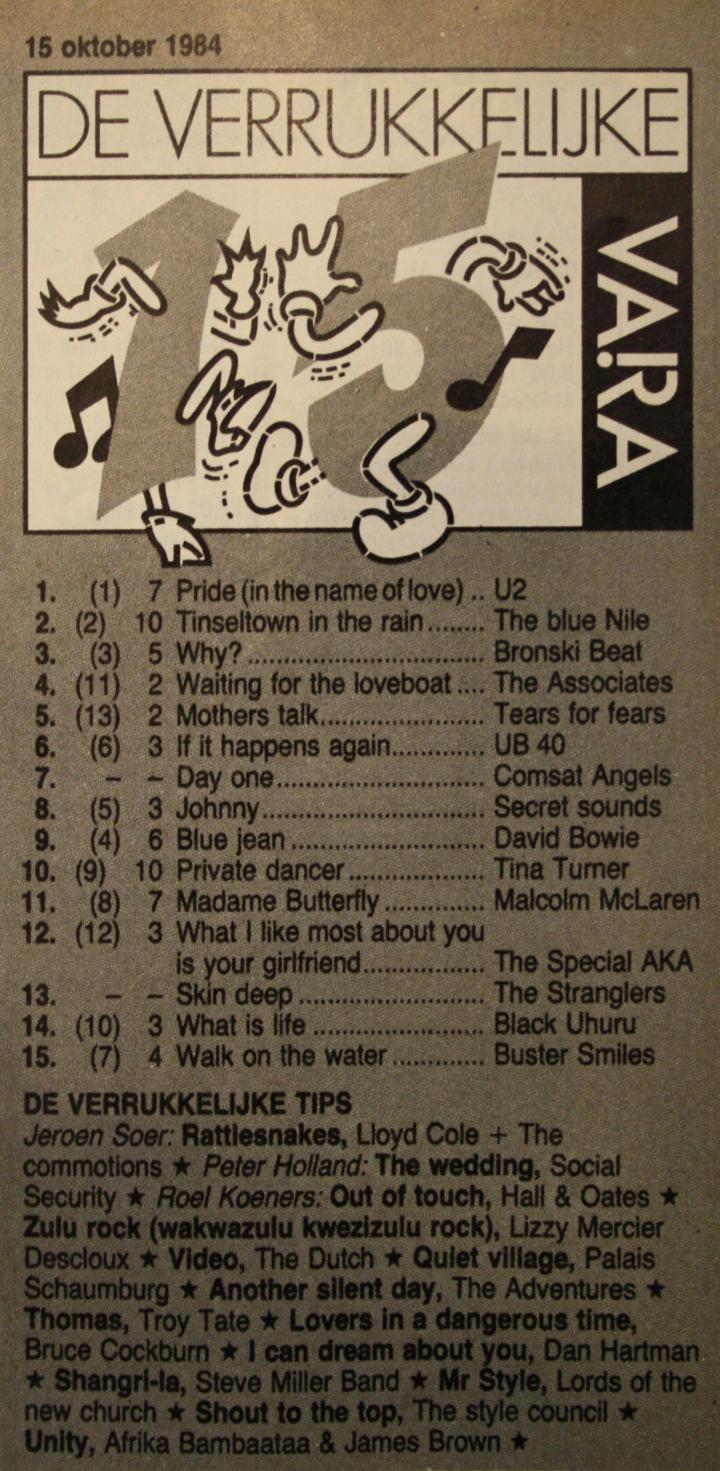 15 oktober 1984
DE VERRUKKELIJKE
15
VARA
1. (1) 7 Pride (in the name of love) .. U2
2. (2) 10 Tinseltown in the rain ........ The blue Nile
3. (3) 5 Why? .................................. Bronski Beat
4. (11) 2 Waiting for the loveboat .... The Associates
5. (13) 2 Mothers talk ....................... Tears for fears
6. (6) 3 If it happens again ............. UB 40
7. – – Day one .............................. Comsat Angels
8. (5) 3 Johnny ................................ Secret sounds
9. (4) 6 Blue jean ............................ David Bowie
10. (9) 10 Private dancer ................... Tina Turner
11. (8) 7 Madame Butterfly .............. Malcolm McLaren
12. (12) 3 What I like most about you
is your girlfriend ................. The Special AKA
13. – – Skin deep .......................... The Stranglers
14. (10) 3 What is life ........................ Black Uhuru
15. (7) 4 Walk on the water ............. Buster Smiles
DE VERRUKKELIJKE TIPS
Jeroen Soer: Rattlesnakes, Lloyd Cole + The
commotions ★ Peter Holland: The wedding, Social
Security ★ Roel Koeners: Out of touch, Hall & Oates ★
Zulu rock (wakwazulu kwezizulu rock), Lizzy Mercier
Descloux ★ Video, The Dutch ★ Quiet village, Palais
Schaumburg ★ Another silent day, The Adventures ★
Thomas, Troy Tate ★ Lovers in a dangerous time,
Bruce Cockburn ★ I can dream about you, Dan Hartman
★ Shangri-la, Steve Miller Band ★ Mr Style, Lords of the
new church ★ Shout to the top, The style council ★
Unity, Afrika Bambaataa & James Brown ★